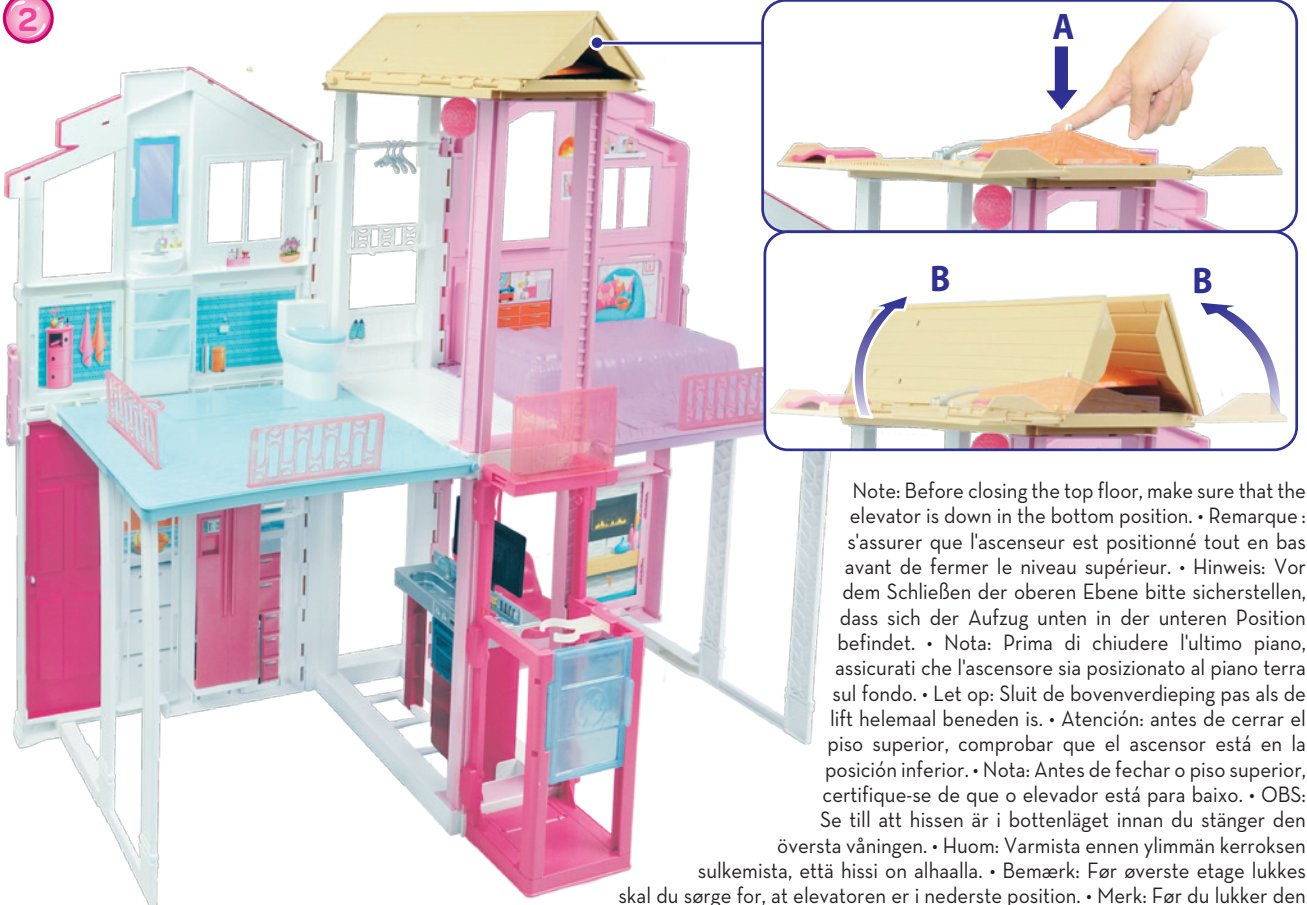 2
A
B
B
Note: Before closing the top floor, make sure that the
elevator is down in the bottom position. • Remarque :
s'assurer que l'ascenseur est positionné tout en bas
avant de fermer le niveau supérieur. • Hinweis: Vor
dem Schließen der oberen Ebene bitte sicherstellen,
dass sich der Aufzug unten in der unteren Position
befindet. • Nota: Prima di chiudere l'ultimo piano,
assicurati che l'ascensore sia posizionato al piano terra
sul fondo. • Let op: Sluit de bovenverdieping pas als de
lift helemaal beneden is. • Atención: antes de cerrar el
piso superior, comprobar que el ascensor está en la
posición inferior. • Nota: Antes de fechar o piso superior,
certifique-se de que o elevador está para baixo. • OBS:
Se till att hissen är i bottenläget innan du stänger den
översta våningen. • Huom: Varmista ennen ylimmän kerroksen
sulkemista, että hissi on alhaalla. • Bemærk: Før øverste etage lukkes
skal du sørge for, at elevatoren er i nederste position. • Merk: Før du lukker den